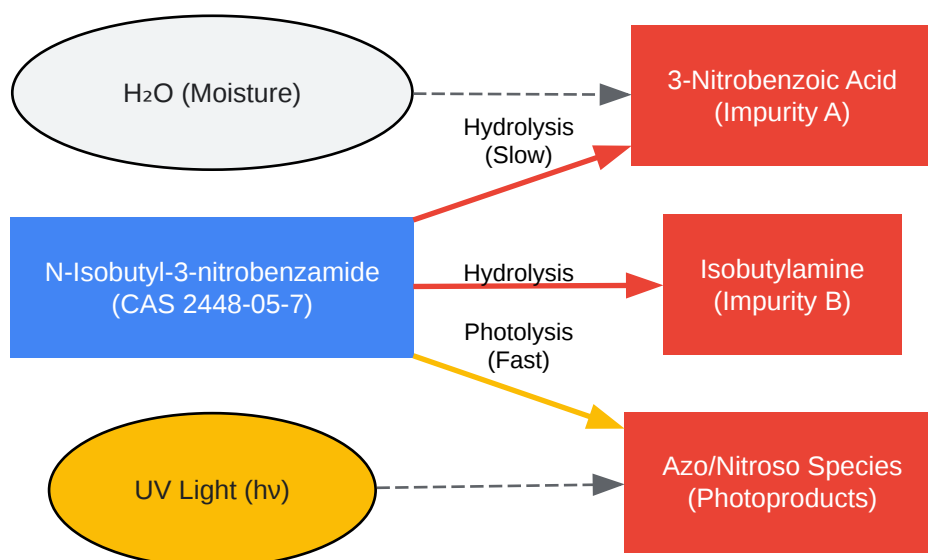 H₂O (Moisture)
3-Nitrobenzoic Acid
(Impurity A)
Hydrolysis
(Slow)
N-Isobutyl-3-nitrobenzamide
(CAS 2448-05-7)
Hydrolysis
Isobutylamine
(Impurity B)
Photolysis
(Fast)
UV Light (hν)
Azo/Nitroso Species
(Photoproducts)